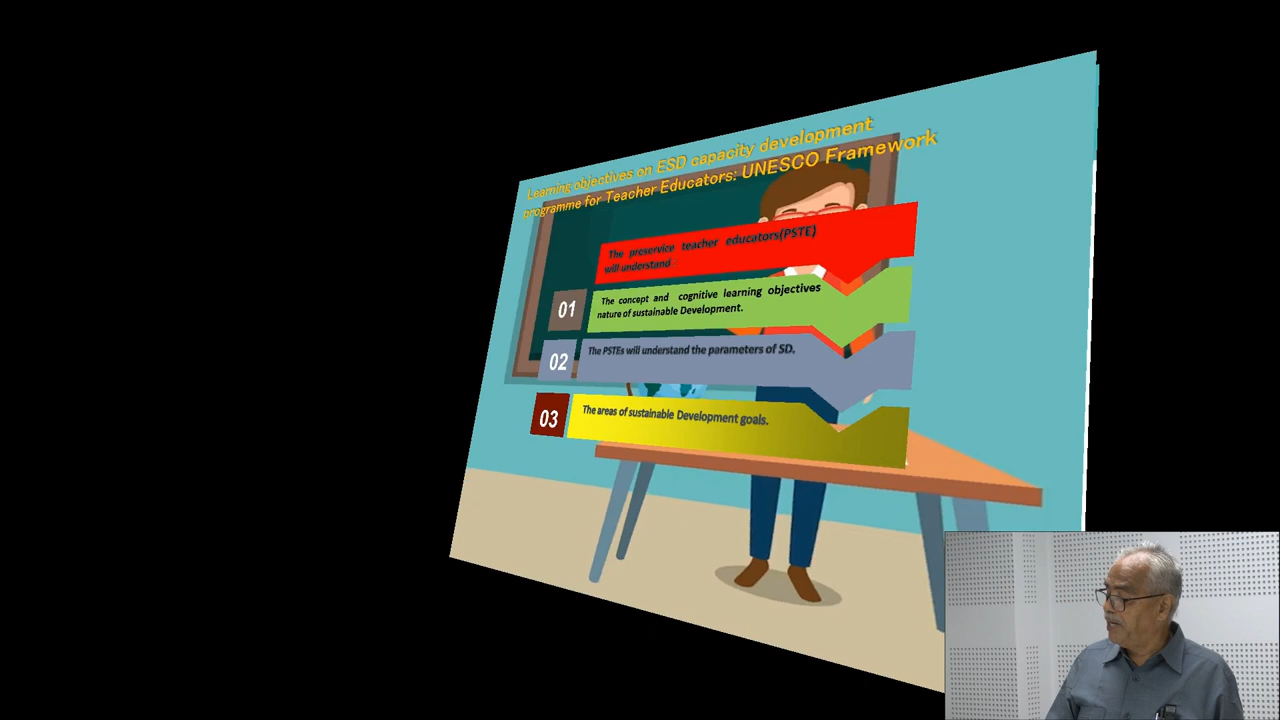 Learning objectives on ESD capacity development
programme for Teacher Educators: UNESCO Framework
The preservice teacher educators(PSTE)
will understand
01
The concept and cognitive learning objectives
nature of sustainable Development.
02
The PSTEs will understand the parameters of SD.
03
The areas of sustainable Development goals.